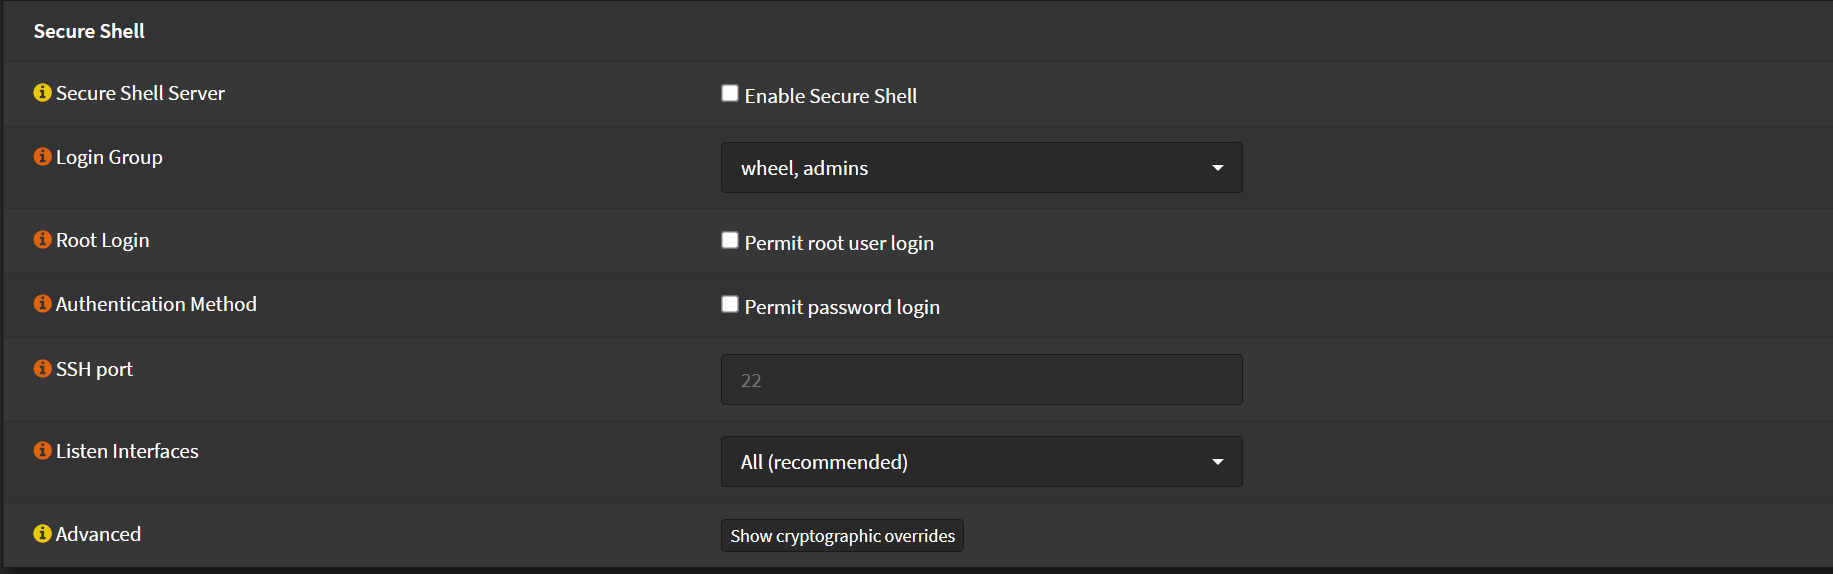 Secure Shell
Secure Shell Server
Enable Secure Shell
Login Group
wheel, admins
Root Login
Permit root user login
Authentication Method
Permit password login
SSH port
22
Listen Interfaces
All (recommended)
Advanced
Show cryptographic overrides